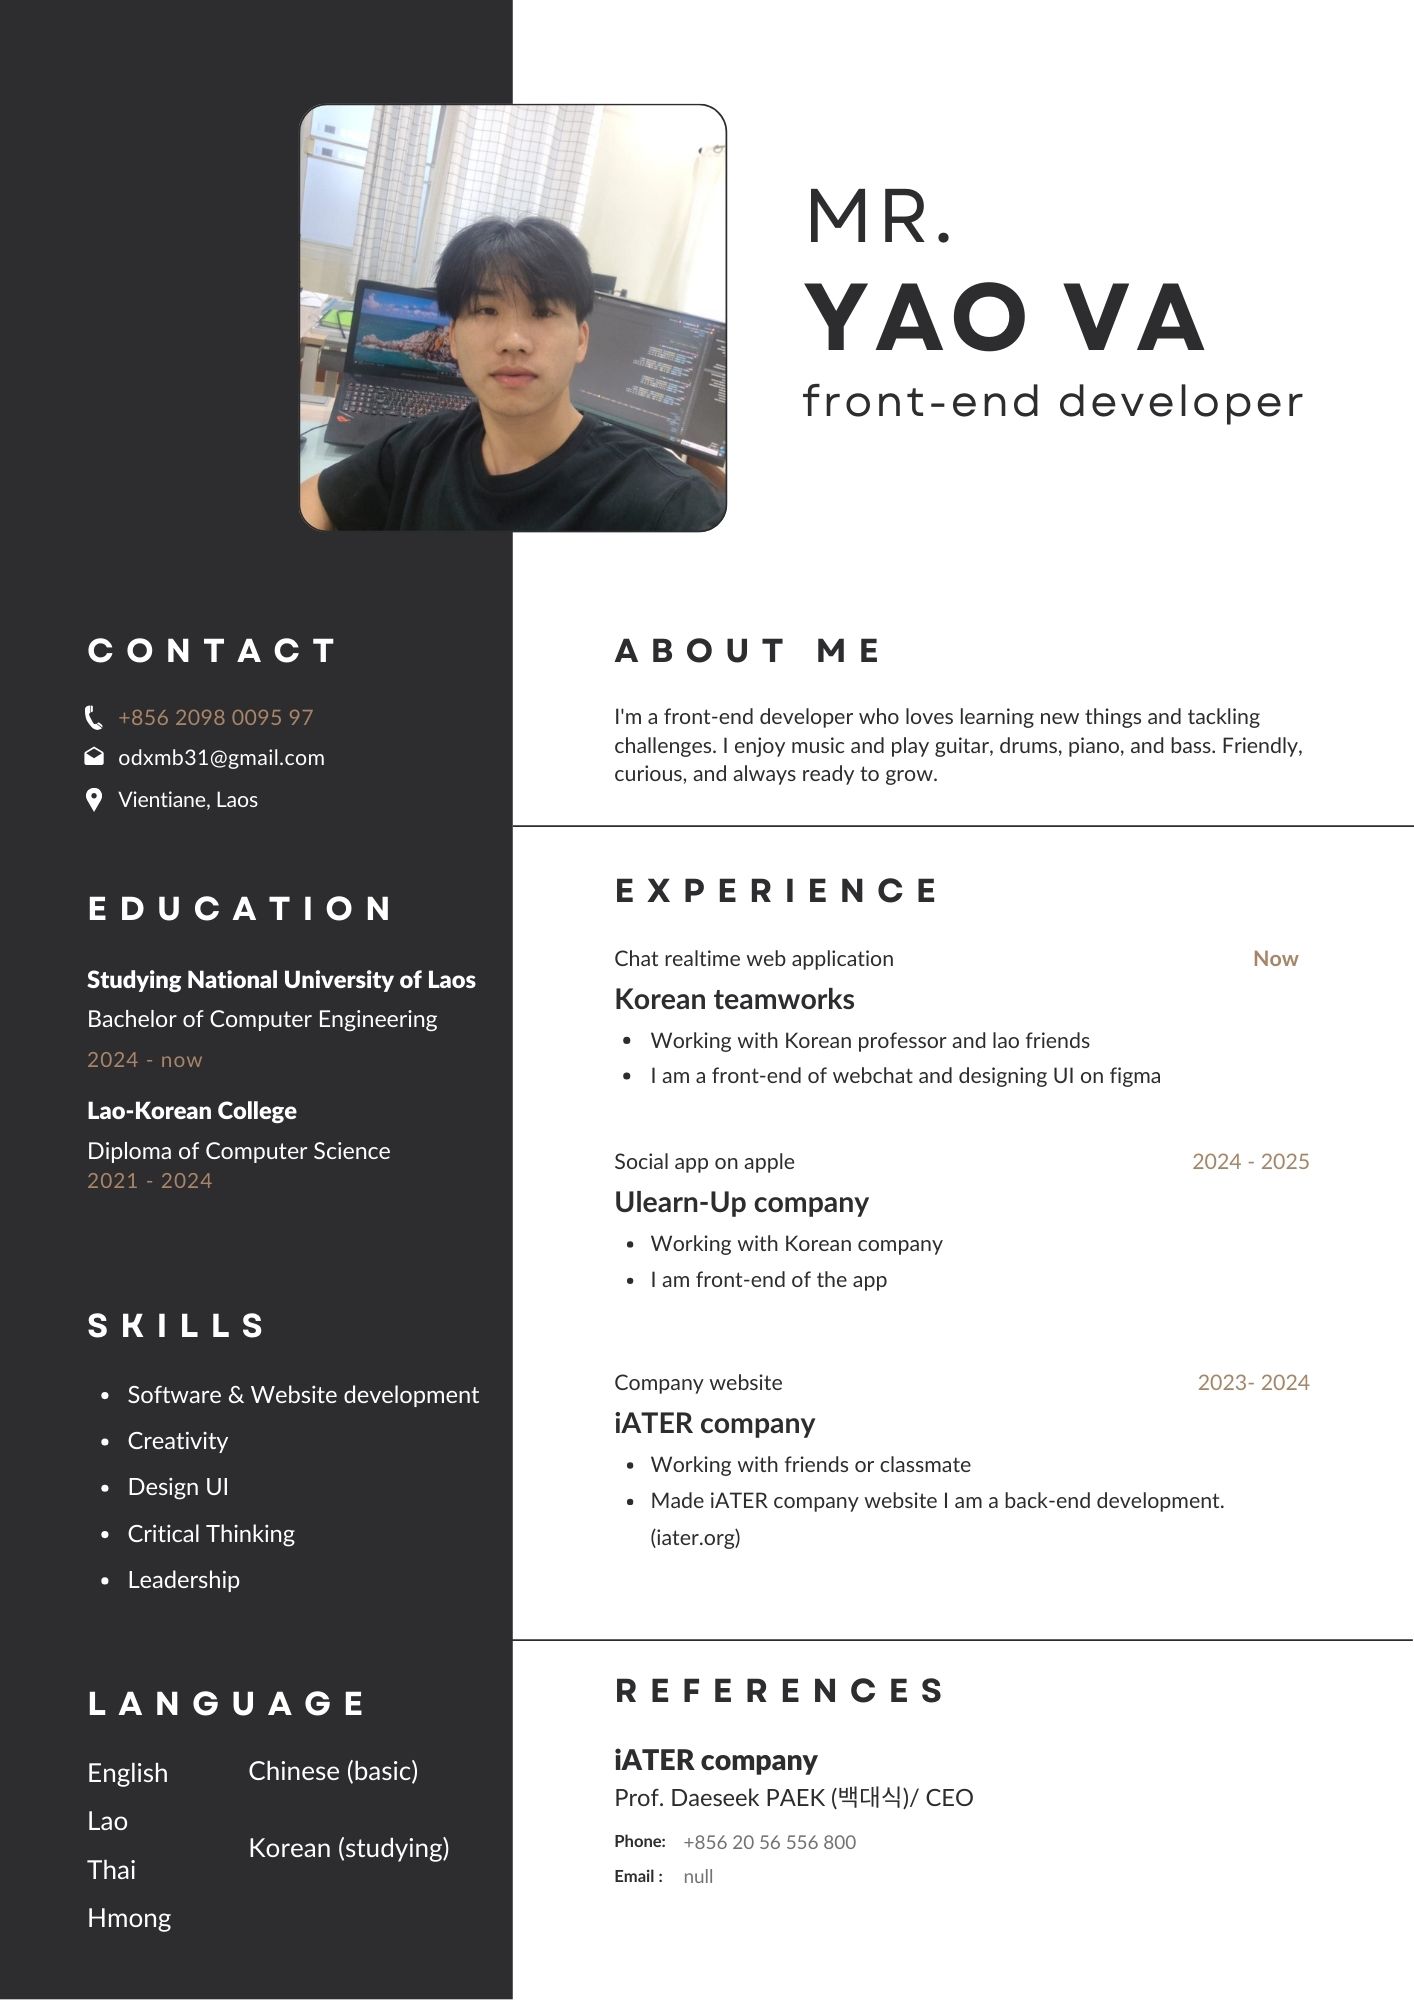 MR.
YAO VA
front-end developer
CONTACT
+856 2098 0095 97
odxmb31@gmail.com
Vientiane, Laos
EDUCATION
Studying National University of Laos
Bachelor of Computer Engineering
2024 - now
Lao-Korean College
Diploma of Computer Science
2021 - 2024
SKILLS
• Software & Website development
• Creativity
• Design UI
• Critical Thinking
• Leadership
LANGUAGE
English
Lao
Thai
Hmong
Chinese (basic)
Korean (studying)
ABOUT ME
I'm a front-end developer who loves learning new things and tackling
challenges. I enjoy music and play guitar, drums, piano, and bass. Friendly,
curious, and always ready to grow.
EXPERIENCE
Chat realtime web application Now
Korean teamworks
• Working with Korean professor and lao friends
• I am a front-end of webchat and designing UI on figma
Social app on apple 2024 - 2025
Ulearn-Up company
• Working with Korean company
• I am front-end of the app
Company website 2023- 2024
iATER company
• Working with friends or classmate
• Made iATER company website I am a back-end development.
(iater.org)
REFERENCES
iATER company
Prof. Daeseek PAEK (백대식)/ CEO
Phone: +856 20 56 556 800
Email : null